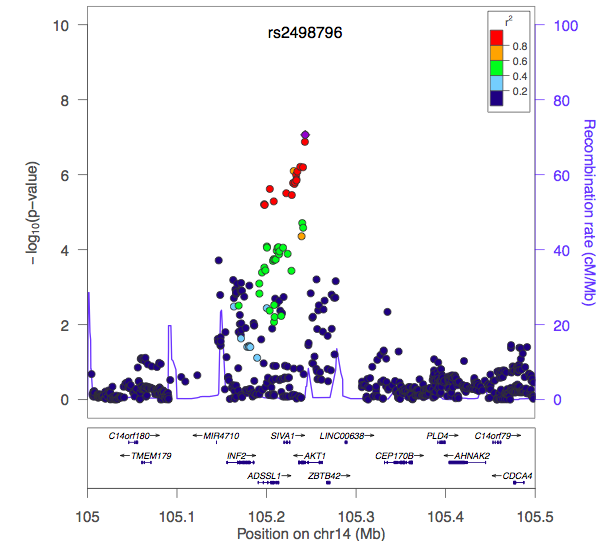 rs2498796
r2
0.8
0.6
0.4
0.2
10
8
6
4
2
0
−log10(p−value)
100
80
60
40
20
0
Recombination rate (cM/Mb)
C14orf180 MIR4710 SIVA1 LINC00638 PLD4 C14orf79
TMEM179 INF2 AKT1 CEP170B AHNAK2
ADSSL1 ZBTB42 CDCA4
105 105.1 105.2 105.3 105.4 105.5
Position on chr14 (Mb)